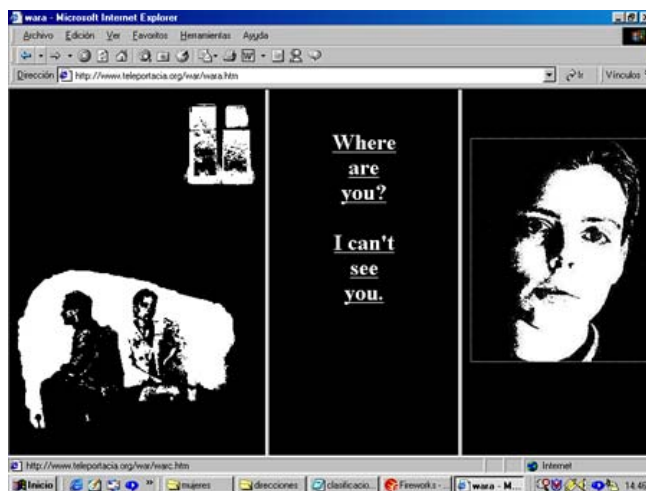 wara - Microsoft Internet Explorer
Archivo Edición Ver Favoritos Herramientas Ayuda
Dirección http://www.teleportacia.org/war/wara.htm Ir Vínculos
Where
are
you?
I can't
see
you.
http://www.teleportacia.org/war/warc.htm Internet
Inicio mujeres direcciones clasificacio... Fireworks - ... wara - M... 14:46